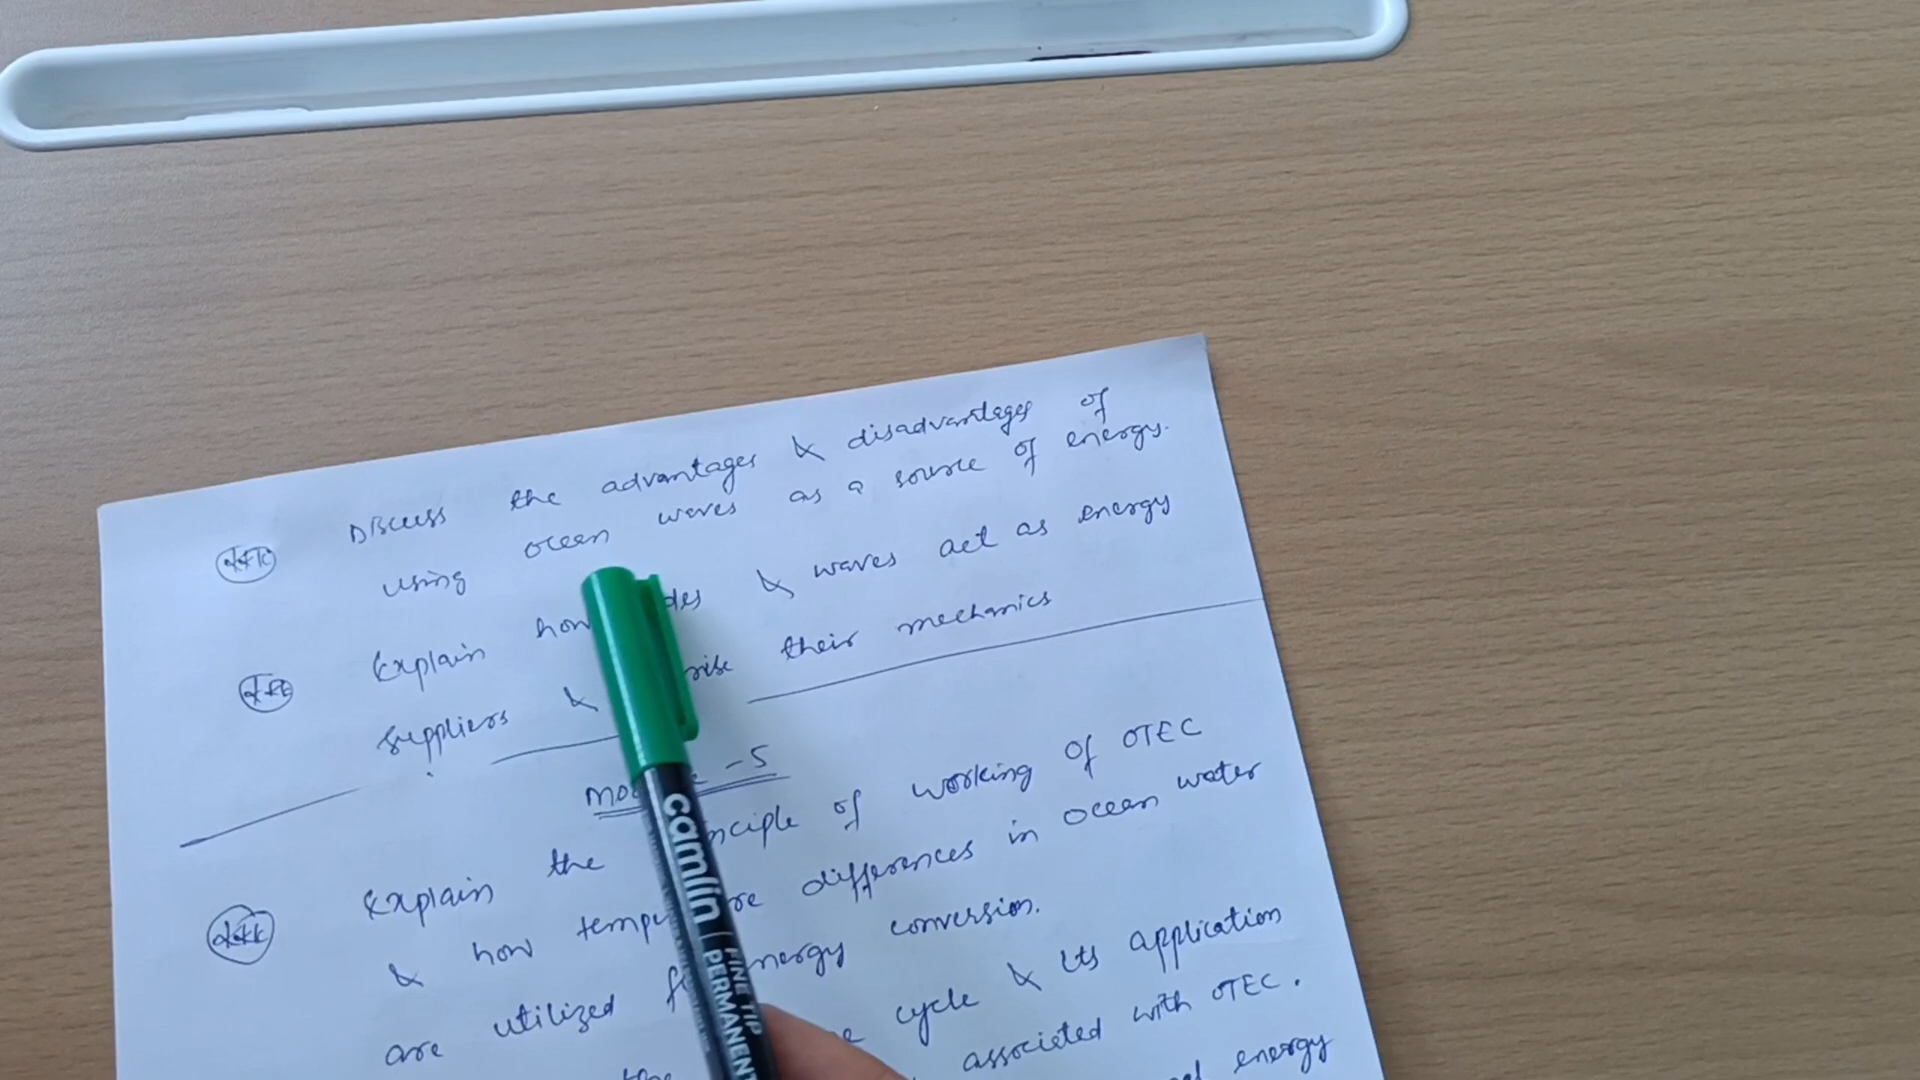 Discuss the advantages & disadvantages of
using ocean waves as a source of energy.
Explain how & waves act as energy
suppliers & their mechanics
-5
Explain the of working of OTEC
& how differences in ocean water
are utilized conversion.
cycle & its application
associated with OTEC.
energy
camlin FINE TIP
PERMANENT